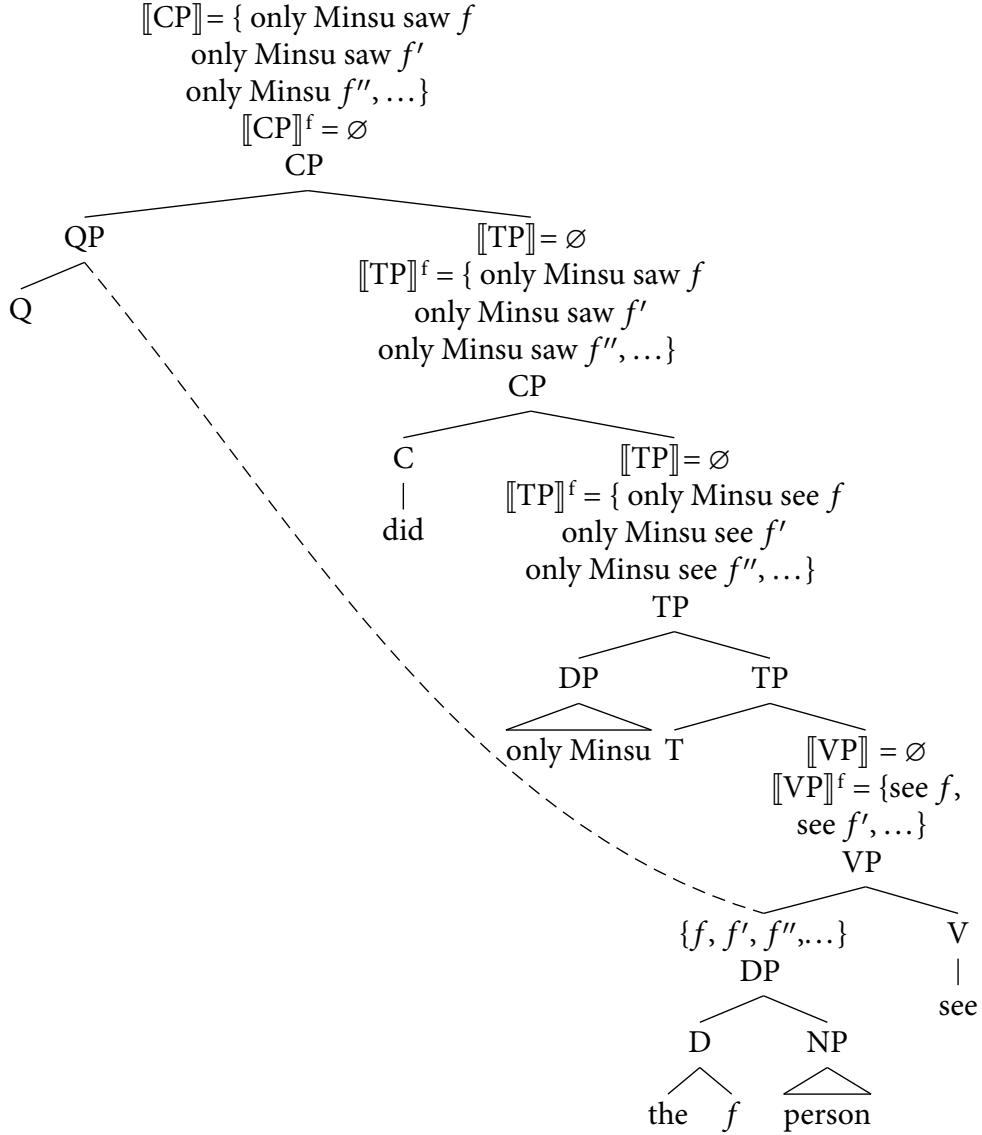 ⟦CP⟧ = { only Minsu saw f
only Minsu saw f′
only Minsu f′′, …}
⟦CP⟧ᶠ = ∅
CP
QP
⟦TP⟧ = ∅
Q
⟦TP⟧ᶠ = { only Minsu saw f
only Minsu saw f′
only Minsu saw f′′, …}
CP
C
⟦TP⟧ = ∅
did
⟦TP⟧ᶠ = { only Minsu see f
only Minsu see f′
only Minsu see f′′, …}
TP
DP TP
only Minsu T
⟦VP⟧ = ∅
⟦VP⟧ᶠ = {see f,
see f′, …}
VP
{f, f′, f′′,…} V
DP
see
D NP
the f person